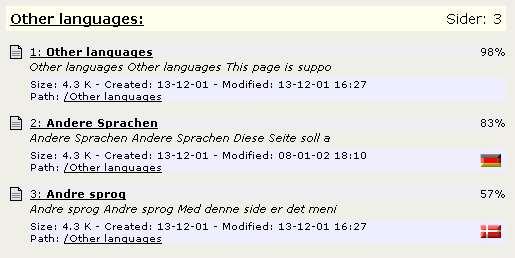 Other languages: Sider: 3
1: Other languages 98%
Other languages Other languages This page is suppo
Size: 4.3 K - Created: 13-12-01 - Modified: 13-12-01 16:27
Path: /Other languages
2: Andere Sprachen 83%
Andere Sprachen Andere Sprachen Diese Seite soll a
Size: 4.3 K - Created: 13-12-01 - Modified: 08-01-02 18:10
Path: /Other languages
3: Andre sprog 57%
Andre sprog Andre sprog Med denne side er det meni
Size: 4.3 K - Created: 13-12-01 - Modified: 13-12-01 16:27
Path: /Other languages